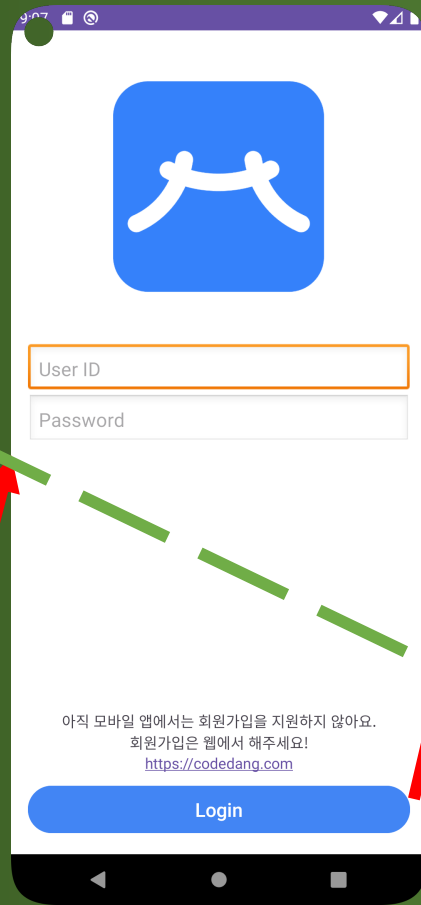 9:07
User ID
Password
아직 모바일 앱에서는 회원가입을 지원하지 않아요.
회원가입은 웹에서 해주세요!
https://codedang.com
Login